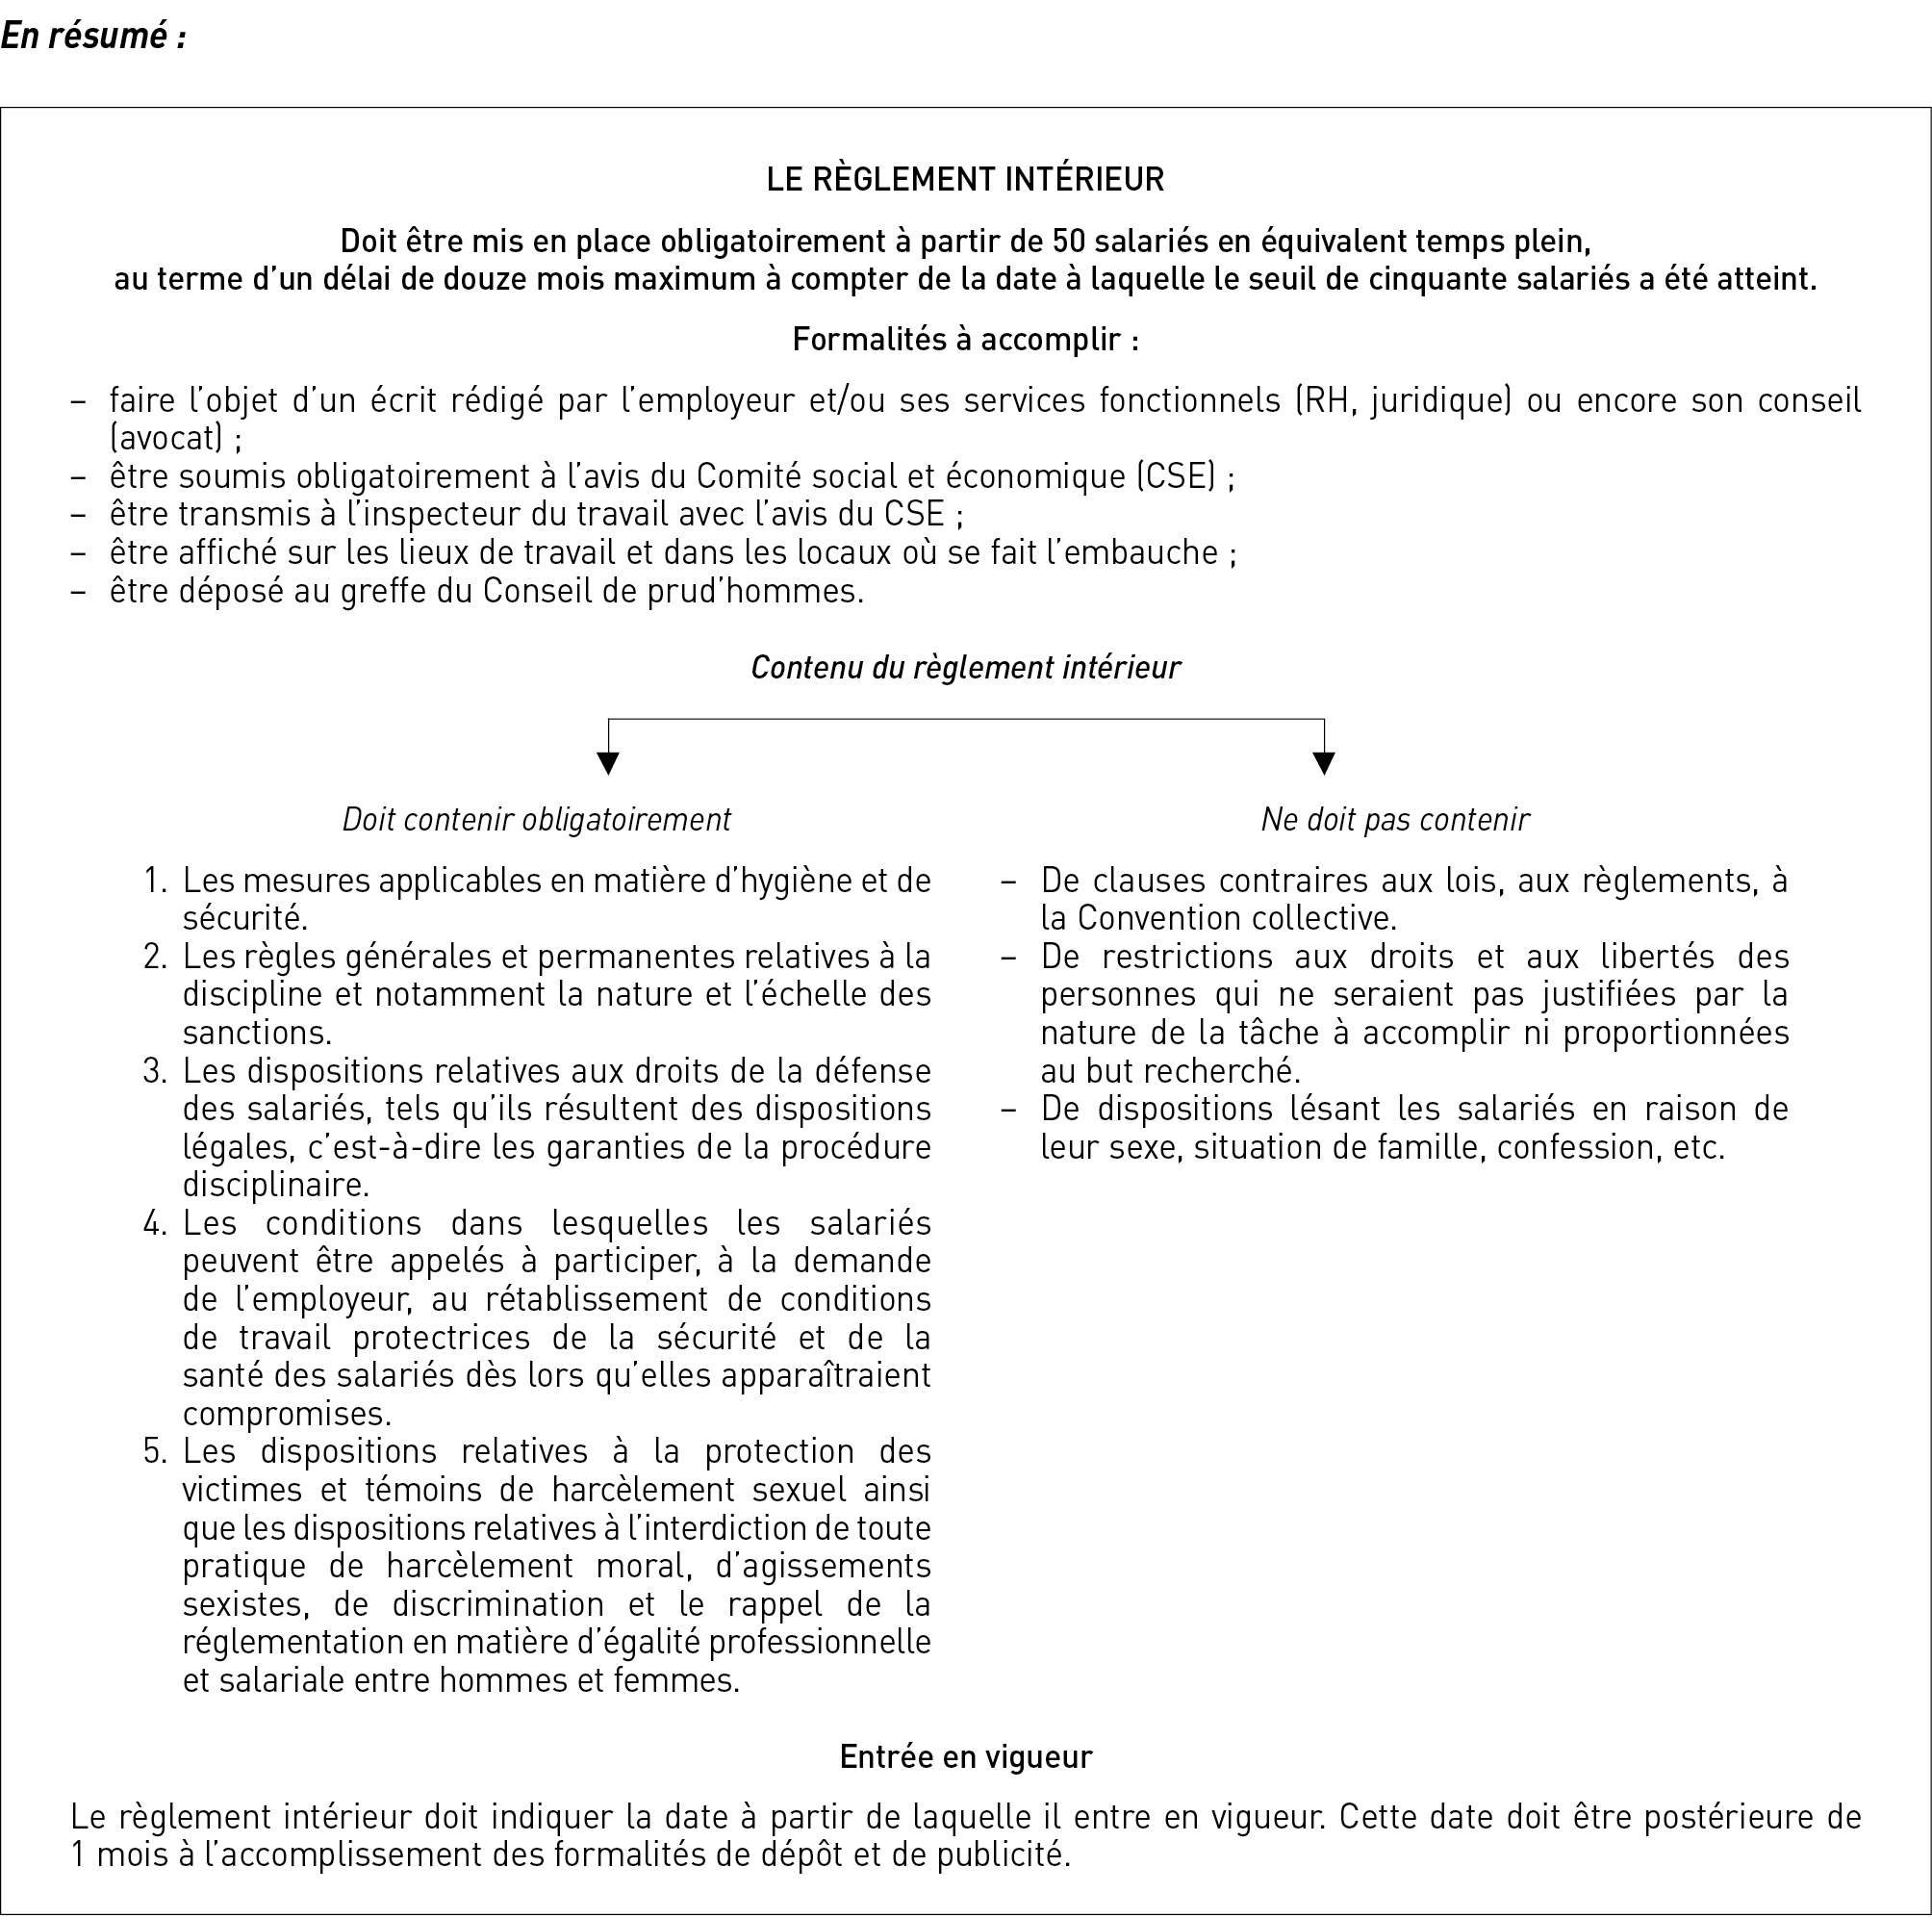 En résumé :
LE RÈGLEMENT INTÉRIEUR
Doit être mis en place obligatoirement à partir de 50 salariés en équivalent temps plein,
au terme d’un délai de douze mois maximum à compter de la date à laquelle le seuil de cinquante salariés a été atteint.
Formalités à accomplir :
– faire l’objet d’un écrit rédigé par l’employeur et/ou ses services fonctionnels (RH, juridique) ou encore son conseil
(avocat) ;
– être soumis obligatoirement à l’avis du Comité social et économique (CSE) ;
– être transmis à l’inspecteur du travail avec l’avis du CSE ;
– être affiché sur les lieux de travail et dans les locaux où se fait l’embauche ;
– être déposé au greffe du Conseil de prud’hommes.
Contenu du règlement intérieur
Doit contenir obligatoirement
1. Les mesures applicables en matière d’hygiène et de
sécurité.
2. Les règles générales et permanentes relatives à la
discipline et notamment la nature et l’échelle des
sanctions.
3. Les dispositions relatives aux droits de la défense
des salariés, tels qu’ils résultent des dispositions
légales, c’est-à-dire les garanties de la procédure
disciplinaire.
4. Les conditions dans lesquelles les salariés
peuvent être appelés à participer, à la demande
de l’employeur, au rétablissement de conditions
de travail protectrices de la sécurité et de la
santé des salariés dès lors qu’elles apparaîtraient
compromises.
5. Les dispositions relatives à la protection des
victimes et témoins de harcèlement sexuel ainsi
que les dispositions relatives à l’interdiction de toute
pratique de harcèlement moral, d’agissements
sexistes, de discrimination et le rappel de la
réglementation en matière d’égalité professionnelle
et salariale entre hommes et femmes.
Ne doit pas contenir
– De clauses contraires aux lois, aux règlements, à
la Convention collective.
– De restrictions aux droits et aux libertés des
personnes qui ne seraient pas justifiées par la
nature de la tâche à accomplir ni proportionnées
au but recherché.
– De dispositions lésant les salariés en raison de
leur sexe, situation de famille, confession, etc.
Entrée en vigueur
Le règlement intérieur doit indiquer la date à partir de laquelle il entre en vigueur. Cette date doit être postérieure de
1 mois à l’accomplissement des formalités de dépôt et de publicité.